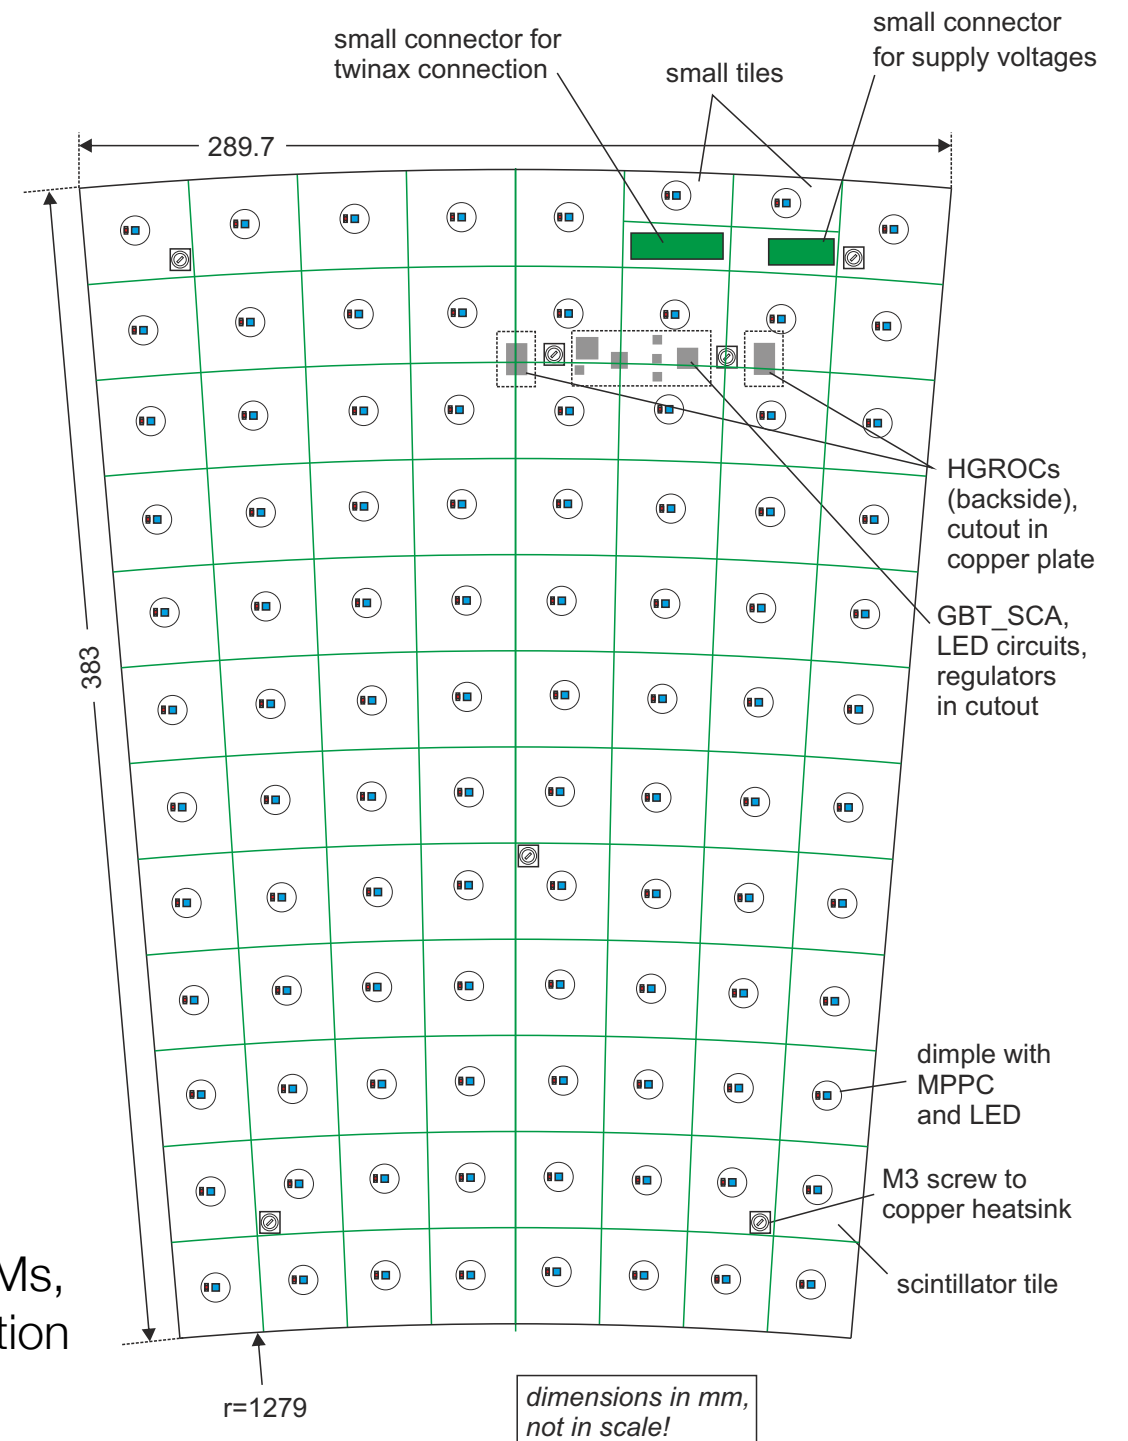 small connector for
twinax connection
small tiles
small connector
for supply voltages
289.7
383
HGROCs
(backside),
cutout in
copper plate
GBT_SCA,
LED circuits,
regulators
in cutout
dimple with
MPPC
and LED
M3 screw to
copper heatsink
scintillator tile
Ms,
tion
r=1279
dimensions in mm,
not in scale!